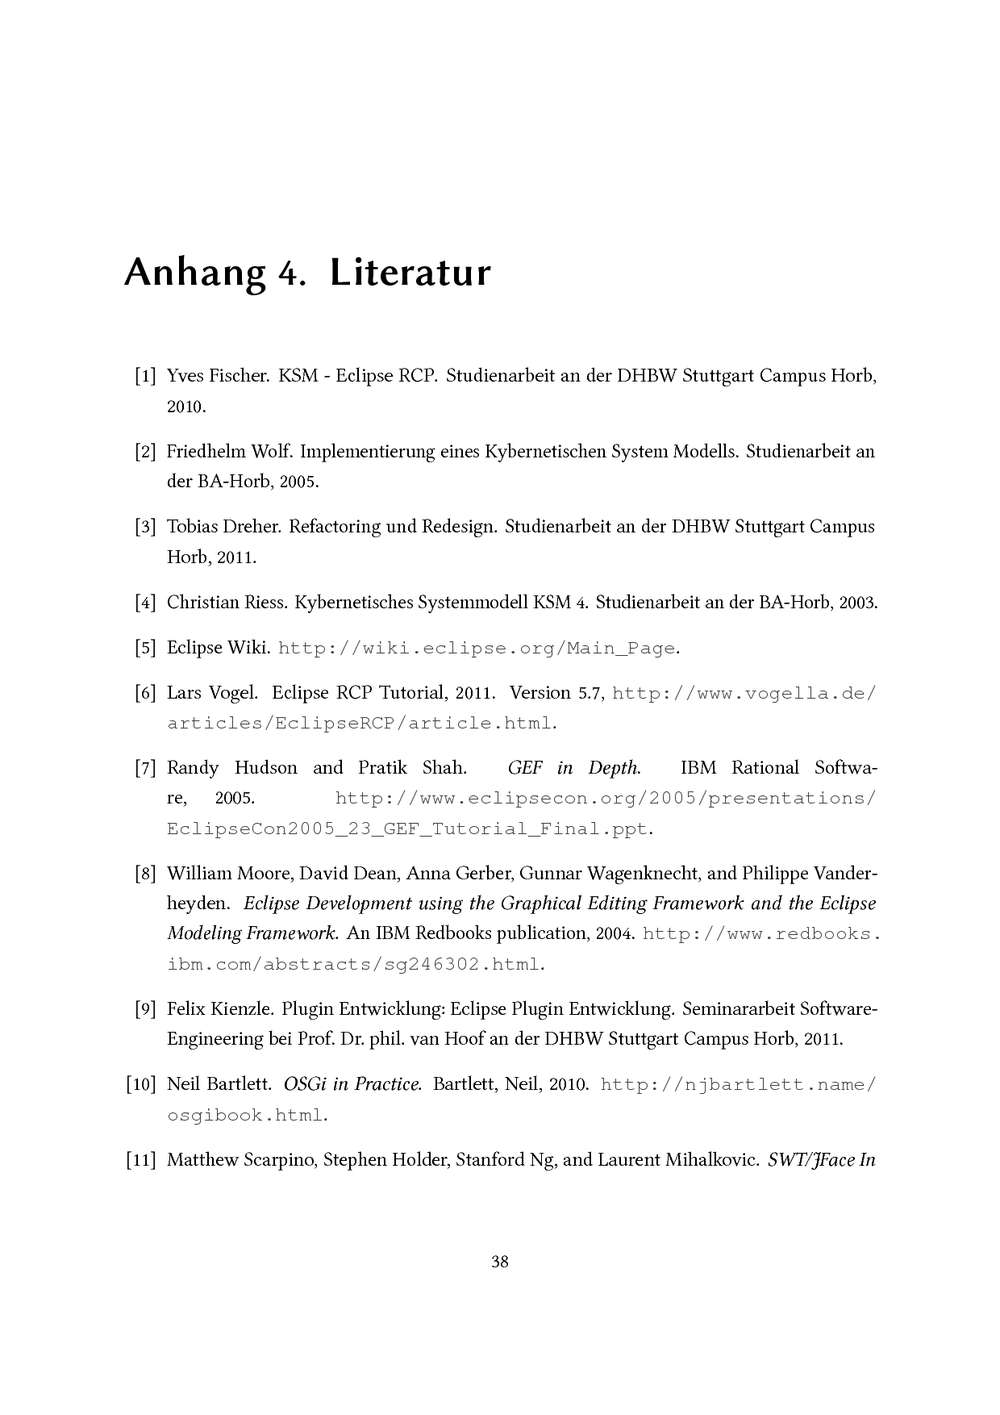 Anhang 4. Literatur
[1] Yves Fischer. KSM - Eclipse RCP. Studienarbeit an der DHBW Stuttgart Campus Horb,
2010.
[2] Friedhelm Wolf. Implementierung eines Kybernetischen System Modells. Studienarbeit an
der BA-Horb, 2005.
[3] Tobias Dreher. Refactoring und Redesign. Studienarbeit an der DHBW Stuttgart Campus
Horb, 2011.
[4] Christian Riess. Kybernetisches Systemmodell KSM 4. Studienarbeit an der BA-Horb, 2003.
[5] Eclipse Wiki. http://wiki.eclipse.org/Main_Page.
[6] Lars Vogel. Eclipse RCP Tutorial, 2011. Version 5.7, http://www.vogella.de/
articles/EclipseRCP/article.html.
[7] Randy Hudson and Pratik Shah. GEF in Depth. IBM Rational Softwa-
re, 2005. http://www.eclipsecon.org/2005/presentations/
EclipseCon2005_23_GEF_Tutorial_Final.ppt.
[8] William Moore, David Dean, Anna Gerber, Gunnar Wagenknecht, and Philippe Vander-
heyden. Eclipse Development using the Graphical Editing Framework and the Eclipse
Modeling Framework. An IBM Redbooks publication, 2004. http://www.redbooks.
ibm.com/abstracts/sg246302.html.
[9] Felix Kienzle. Plugin Entwicklung: Eclipse Plugin Entwicklung. Seminararbeit Software-
Engineering bei Prof. Dr. phil. van Hoof an der DHBW Stuttgart Campus Horb, 2011.
[10] Neil Bartlett. OSGi in Practice. Bartlett, Neil, 2010. http://njbartlett.name/
osgibook.html.
[11] Matthew Scarpino, Stephen Holder, Stanford Ng, and Laurent Mihalkovic. SWT/JFace In
38